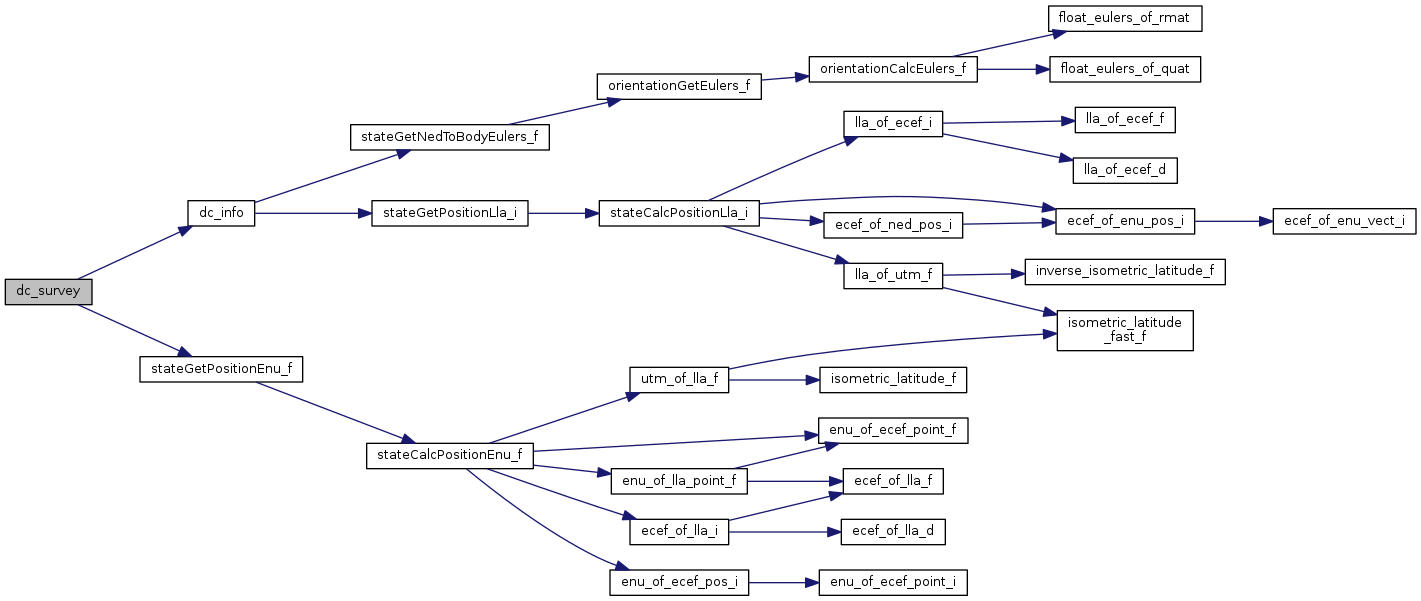 float_eulers_of_rmat
orientationCalcEulers_f
float_eulers_of_quat
orientationGetEulers_f
stateGetNedToBodyEulers_f
lla_of_ecef_i
lla_of_ecef_f
lla_of_ecef_d
dc_info
stateGetPositionLla_i
stateCalcPositionLla_i
ecef_of_ned_pos_i
ecef_of_enu_pos_i
ecef_of_enu_vect_i
lla_of_utm_f
inverse_isometric_latitude_f
dc_survey
isometric_latitude
_fast_f
stateGetPositionEnu_f
utm_of_lla_f
isometric_latitude_f
enu_of_ecef_point_f
stateCalcPositionEnu_f
enu_of_lla_point_f
ecef_of_lla_f
ecef_of_lla_i
ecef_of_lla_d
enu_of_ecef_pos_i
enu_of_ecef_point_i